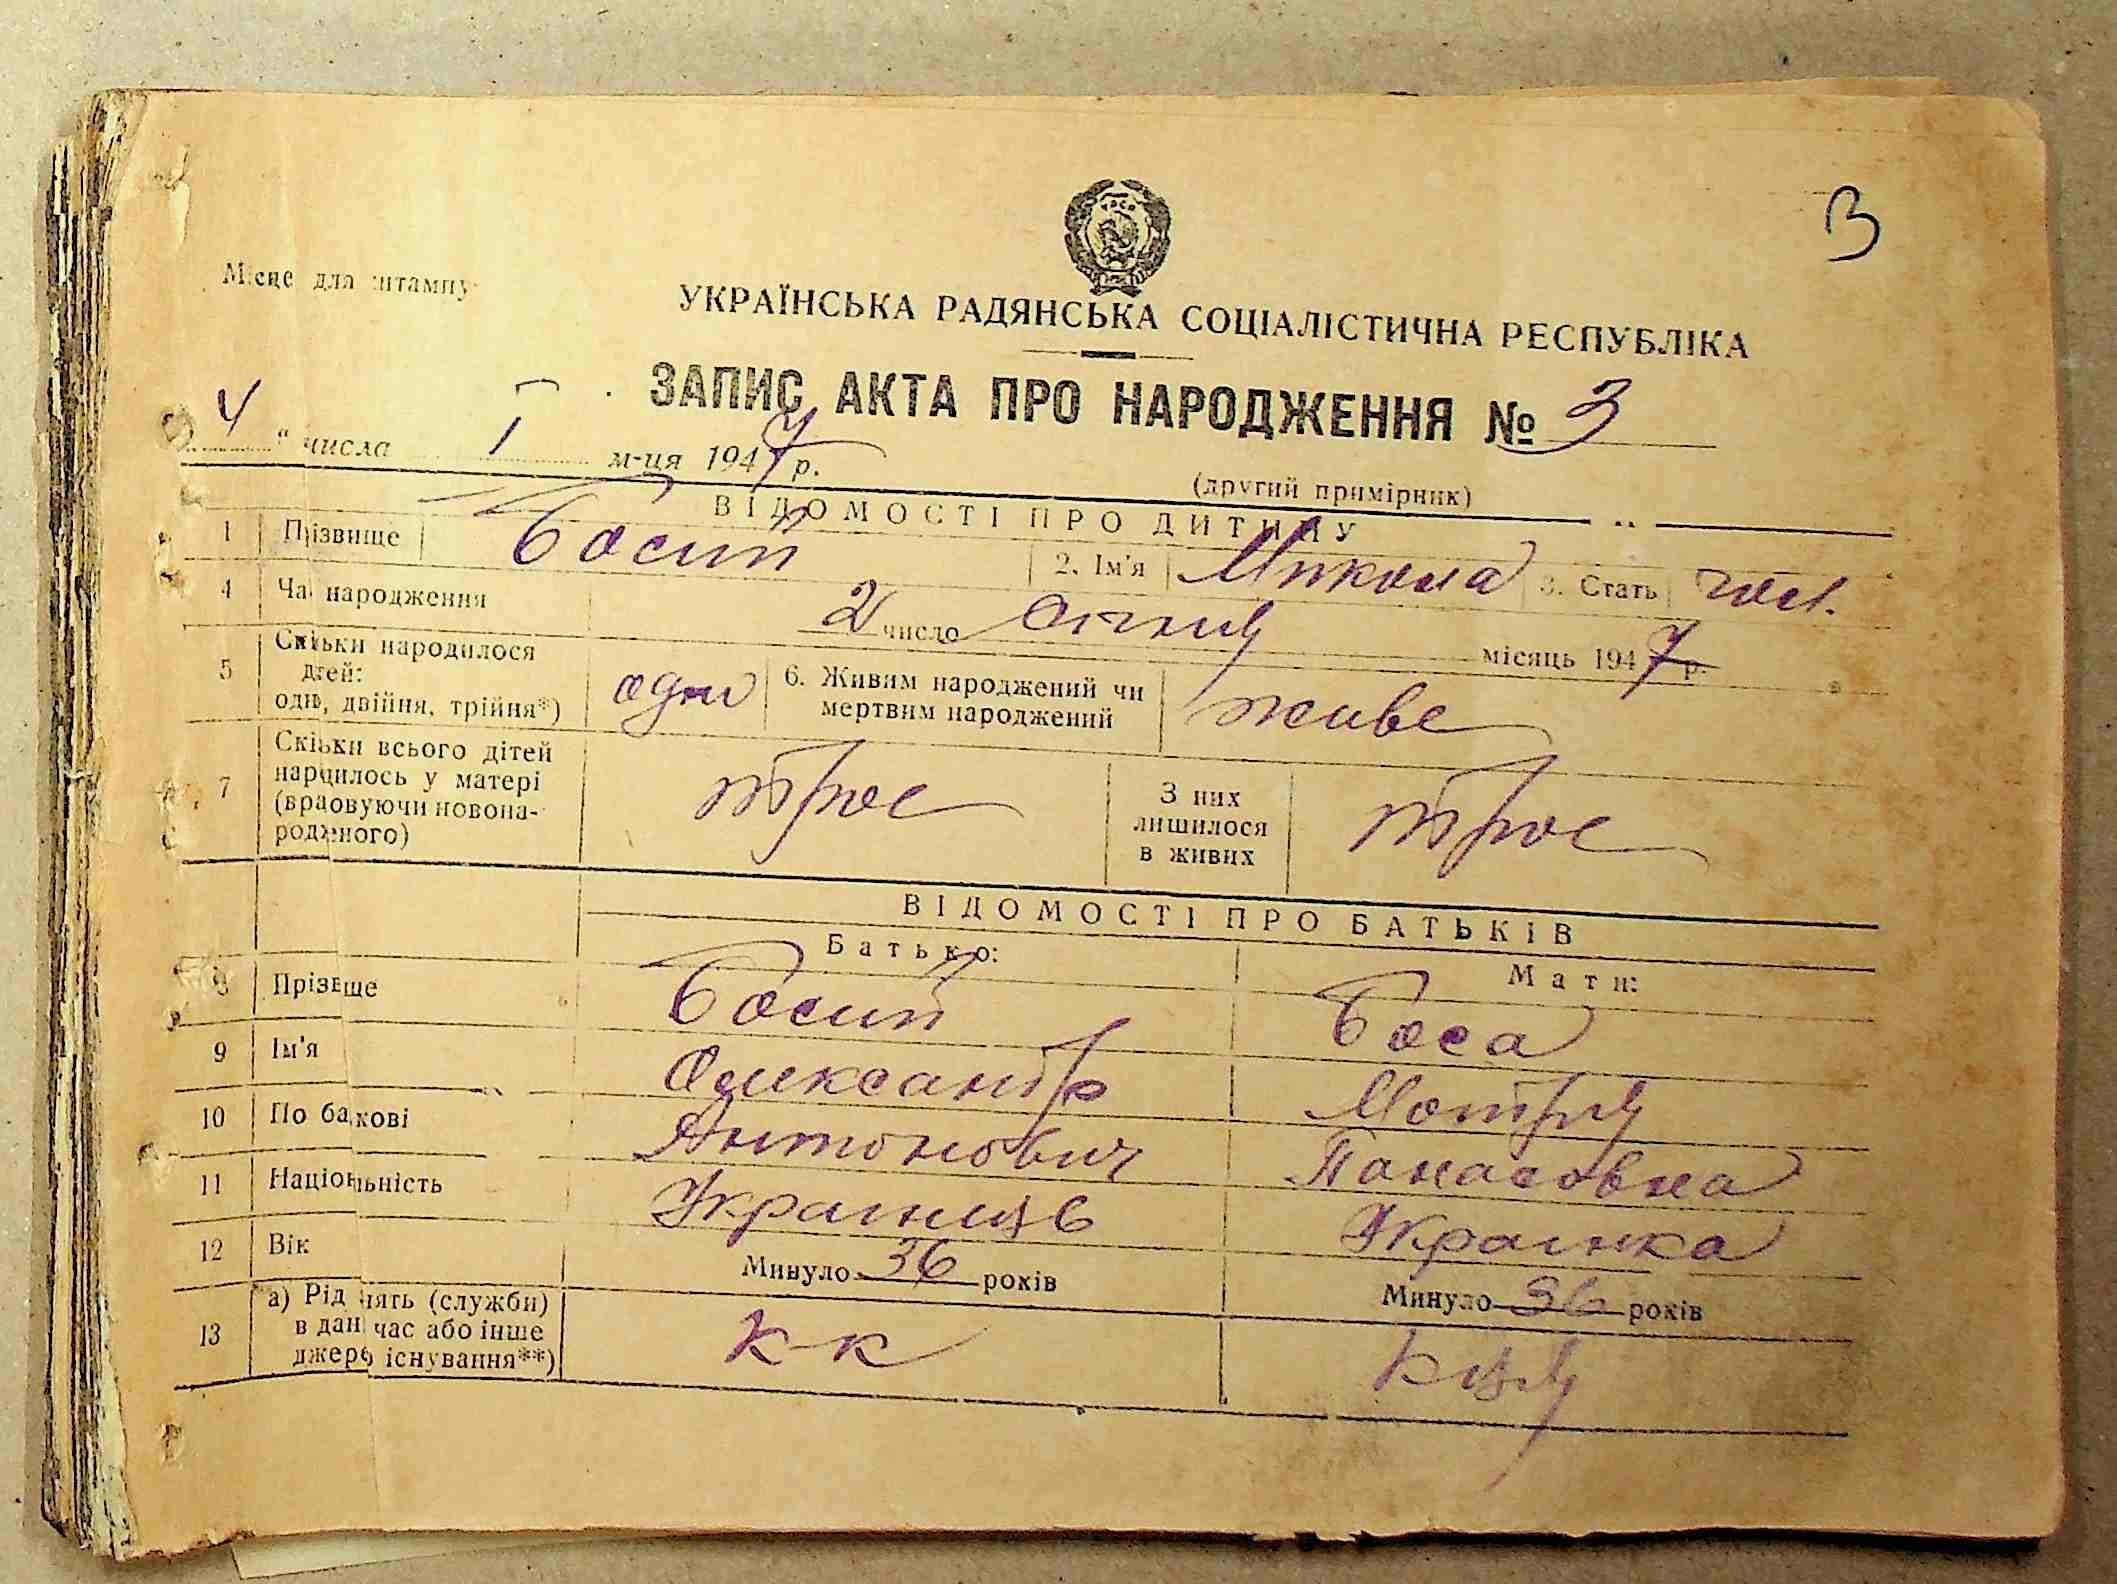 3
Місце для штампу
УКРАЇНСЬКА РАДЯНСЬКА СОЦІАЛІСТИЧНА РЕСПУБЛІКА
ЗАПИС АКТА ПРО НАРОДЖЕННЯ № 3
4 " числа I м-ця 1947 р.
(другий примірник)
ВІДОМОСТІ ПРО ДИТИНУ
1 Прізвище Босий 2. Ім'я Микола 3. Стать чол.
4 Час народження 2 число січня місяць 1947 р.
5 Скільки народилося
дітей:
одне, двійня, трійня*) одно 6. Живим народжений чи
мертвим народжений живе
7 Скільки всього дітей
народилось у матері
(враховуючи новона-
родженого) троє З них
лишилося
в живих троє
ВІДОМОСТІ ПРО БАТЬКІВ
Батько: Мати:
8 Прізвище Босий Боса
9 Ім'я Олександр Мотря
10 По батькові Антонович Панасовна
11 Національність Українець Українка
12 Вік Минуло 36 років Минуло 36 років
13 а) Рід занять (служби)
в даний час або інше
джерело існування**) к-к